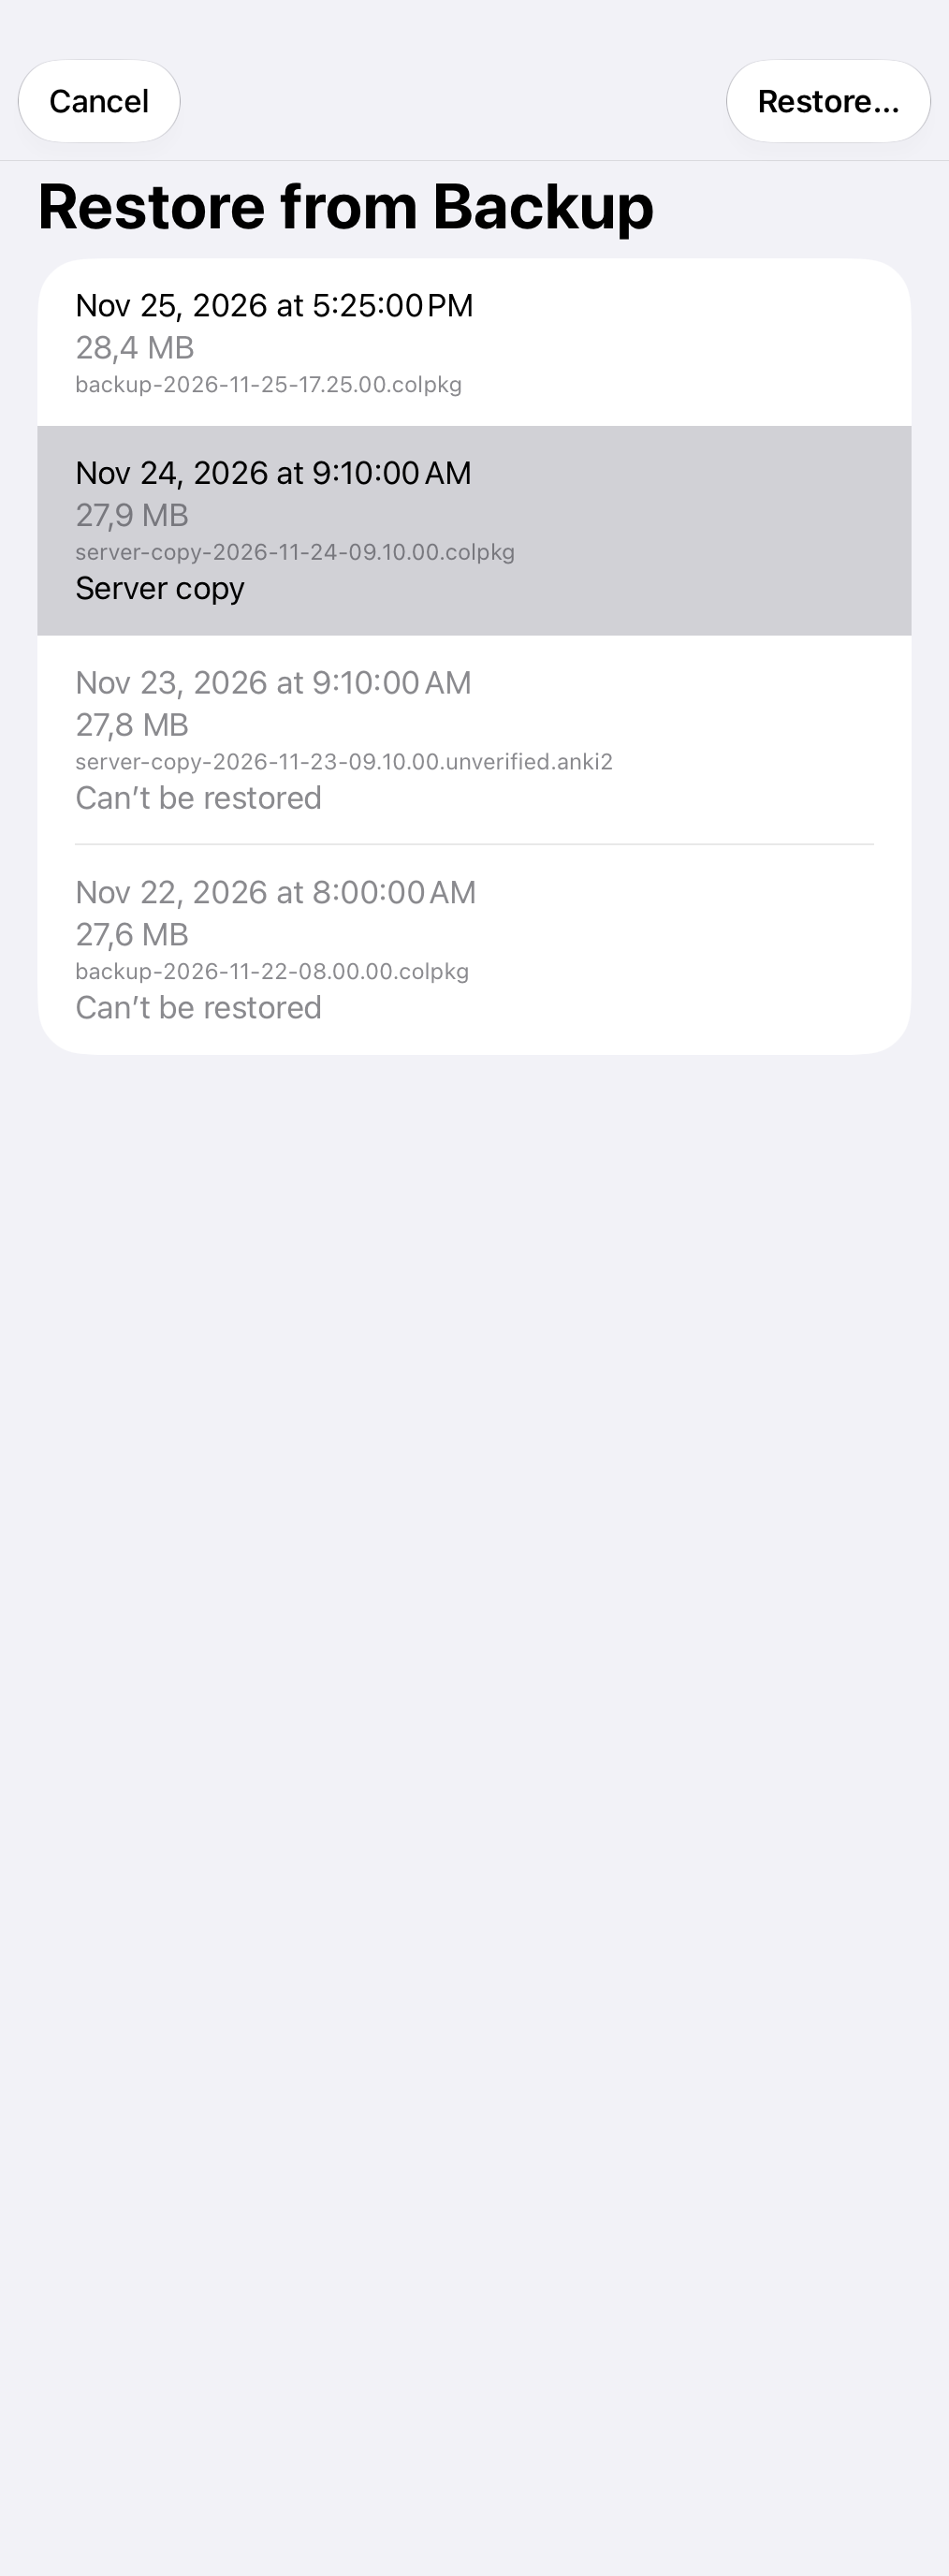 Cancel
Restore…
Restore from Backup
Nov 25, 2026 at 5:25:00 PM
28,4 MB
backup-2026-11-25-17.25.00.colpkg
Nov 24, 2026 at 9:10:00 AM
27,9 MB
server-copy-2026-11-24-09.10.00.colpkg
Server copy
Nov 23, 2026 at 9:10:00 AM
27,8 MB
server-copy-2026-11-23-09.10.00.unverified.anki2
Can’t be restored
Nov 22, 2026 at 8:00:00 AM
27,6 MB
backup-2026-11-22-08.00.00.colpkg
Can’t be restored